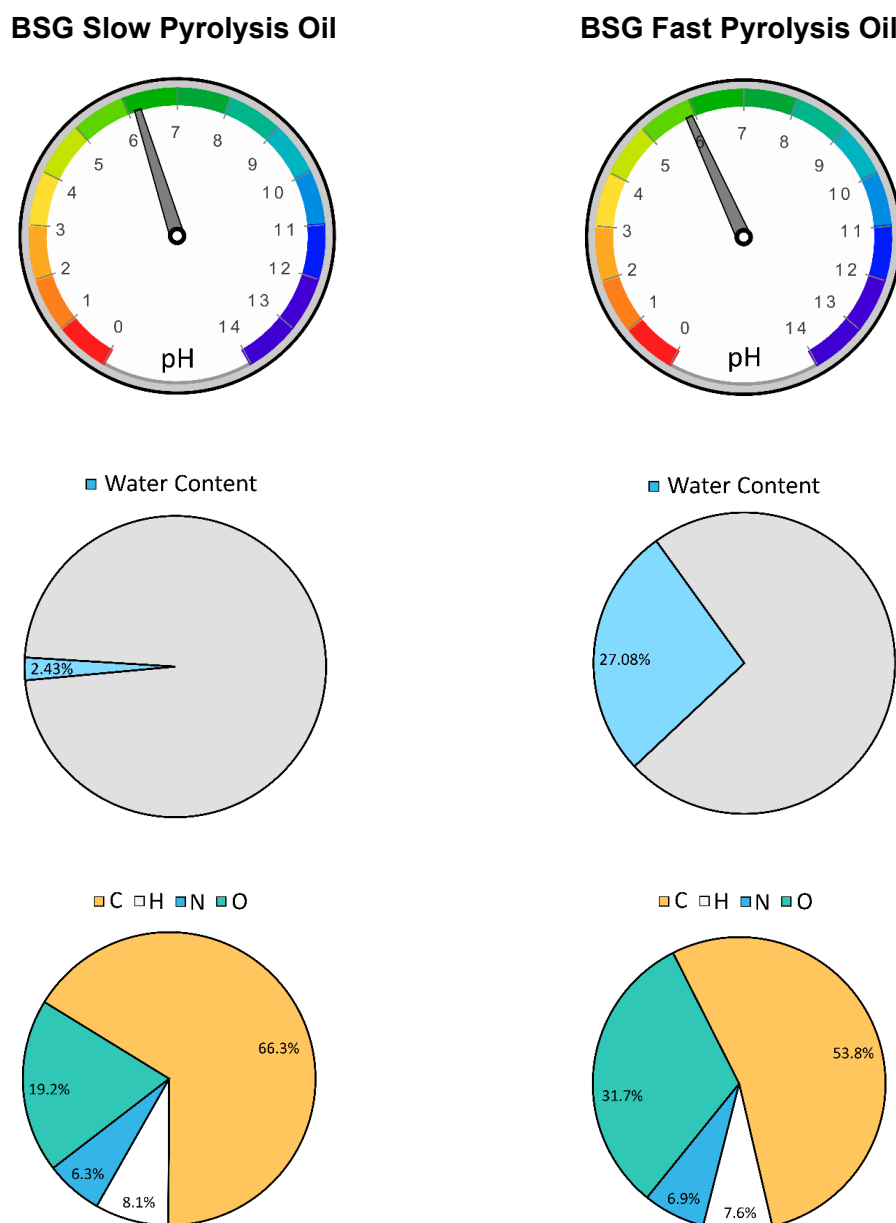 BSG Slow Pyrolysis Oil
BSG Fast Pyrolysis Oil
0 1 2 3 4 5 6 7 8 9 10 11 12 13 14
pH
0 1 2 3 4 5 6 7 8 9 10 11 12 13 14
pH
Water Content
2.43%
Water Content
27.08%
C H N O
66.3%
19.2%
6.3%
8.1%
C H N O
53.8%
31.7%
6.9%
7.6%